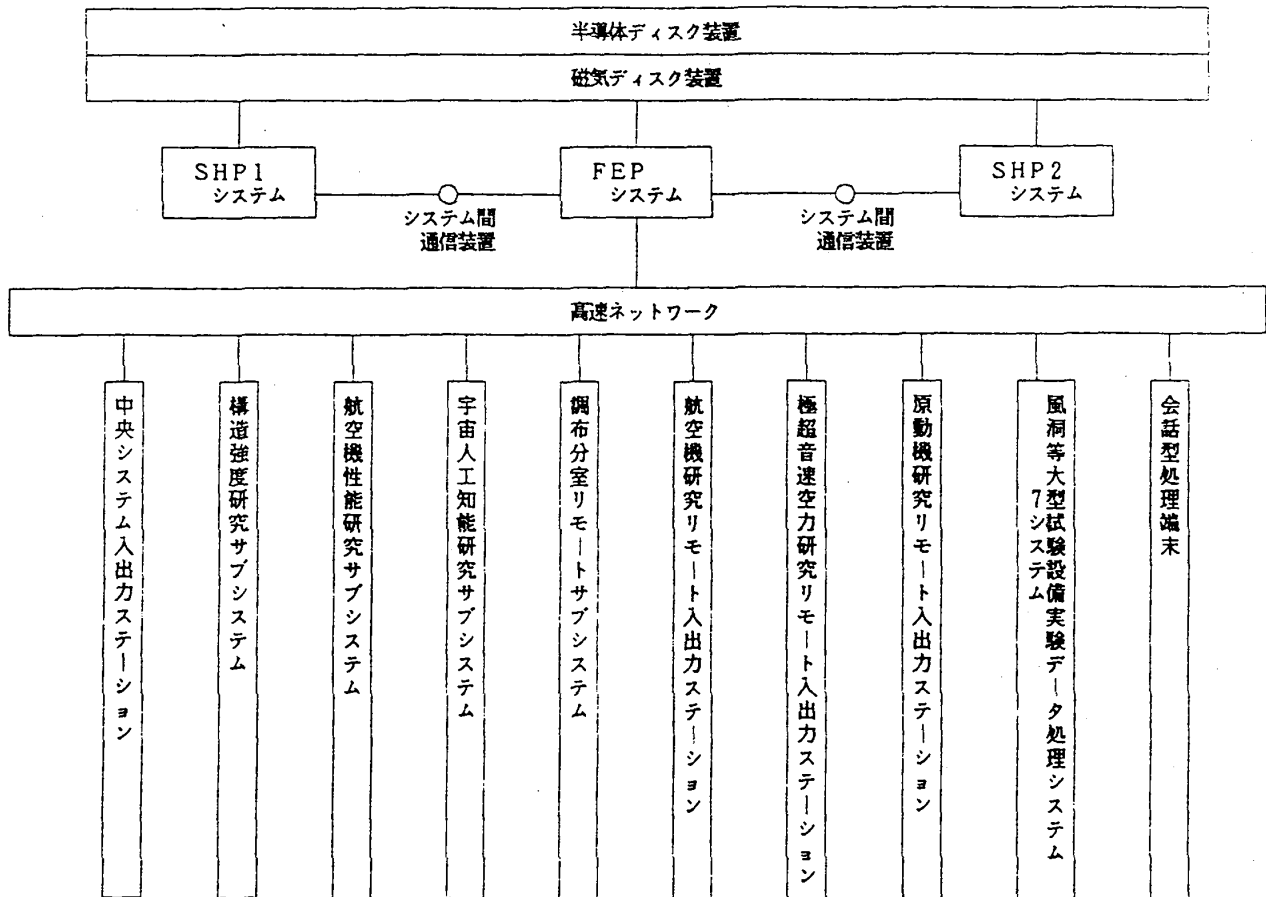 半導体ディスク装置
磁気ディスク装置
SHP1
システム
FEP
システム
SHP2
システム
システム間
通信装置
システム間
通信装置
高速ネットワーク
中央システム入出力ステーション
構造強度研究サブシステム
航空機性能研究サブシステム
宇宙人工知能研究サブシステム
調布分室リモートサブシステム
航空機研究リモート入出力ステーション
極超音速空力研究リモート入出力ステーション
原動機研究リモート入出力ステーション
風洞等大型試験設備実験データ処理システム
7システム
会話型処理端末